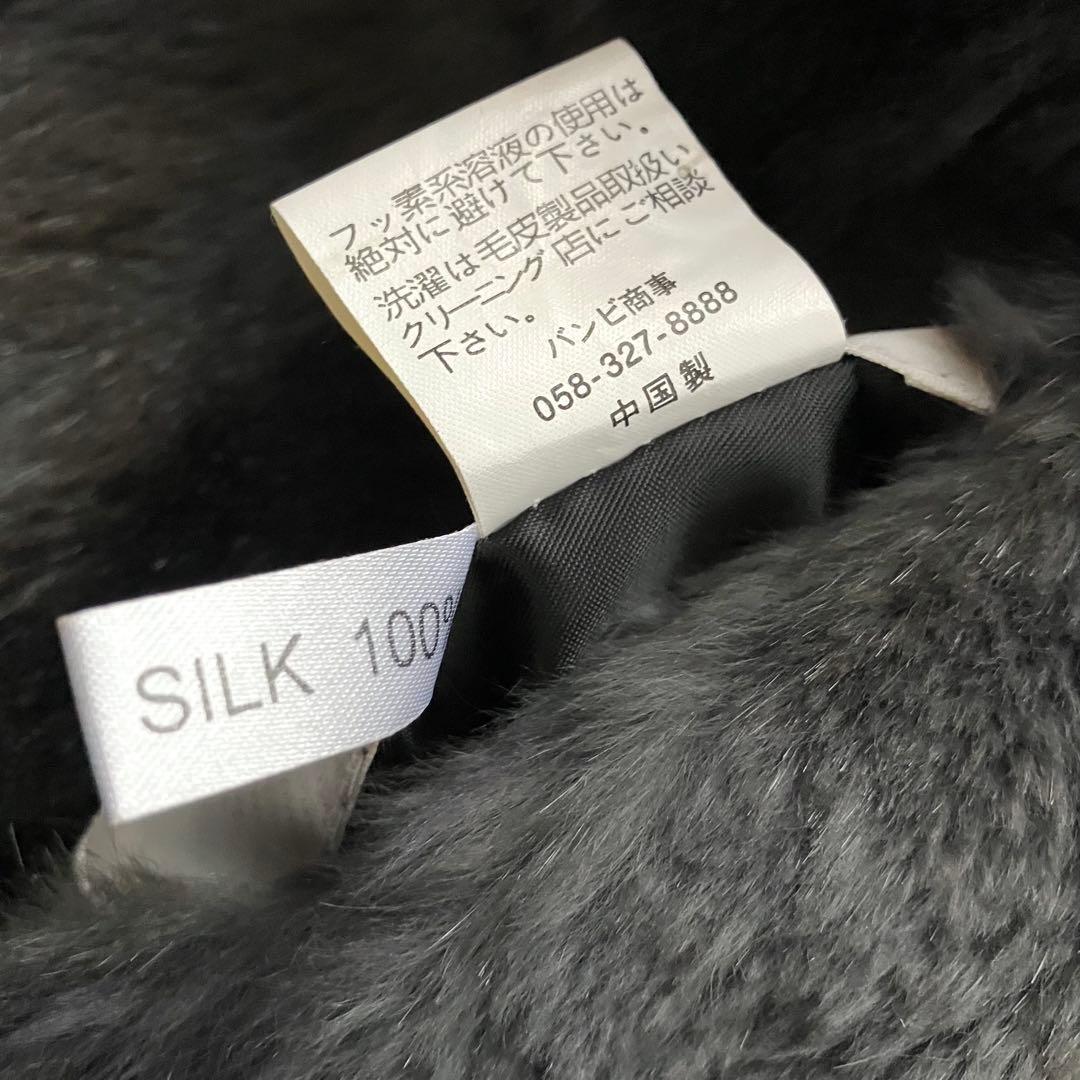 フッ素系溶液の使用は
絶対に避けて下さい。
洗濯は毛皮製品取扱い
クリーニング店にご相談
下さい。
バンビ商事
058-327-8888
中国製
SILK 100%